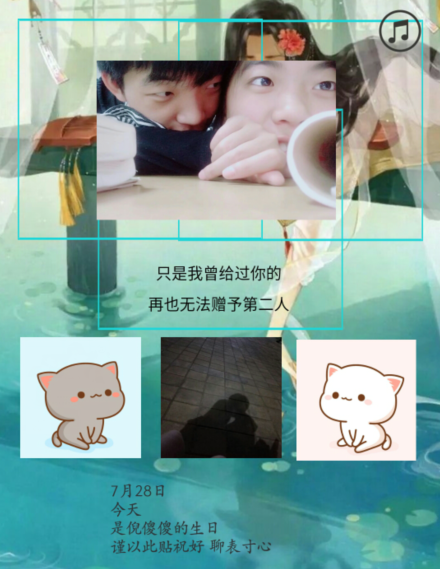 只是我曾给过你的
再也无法赠予第二人
7月28日
今天
是倪傻傻的生日
谨以此贴祝好 聊表寸心